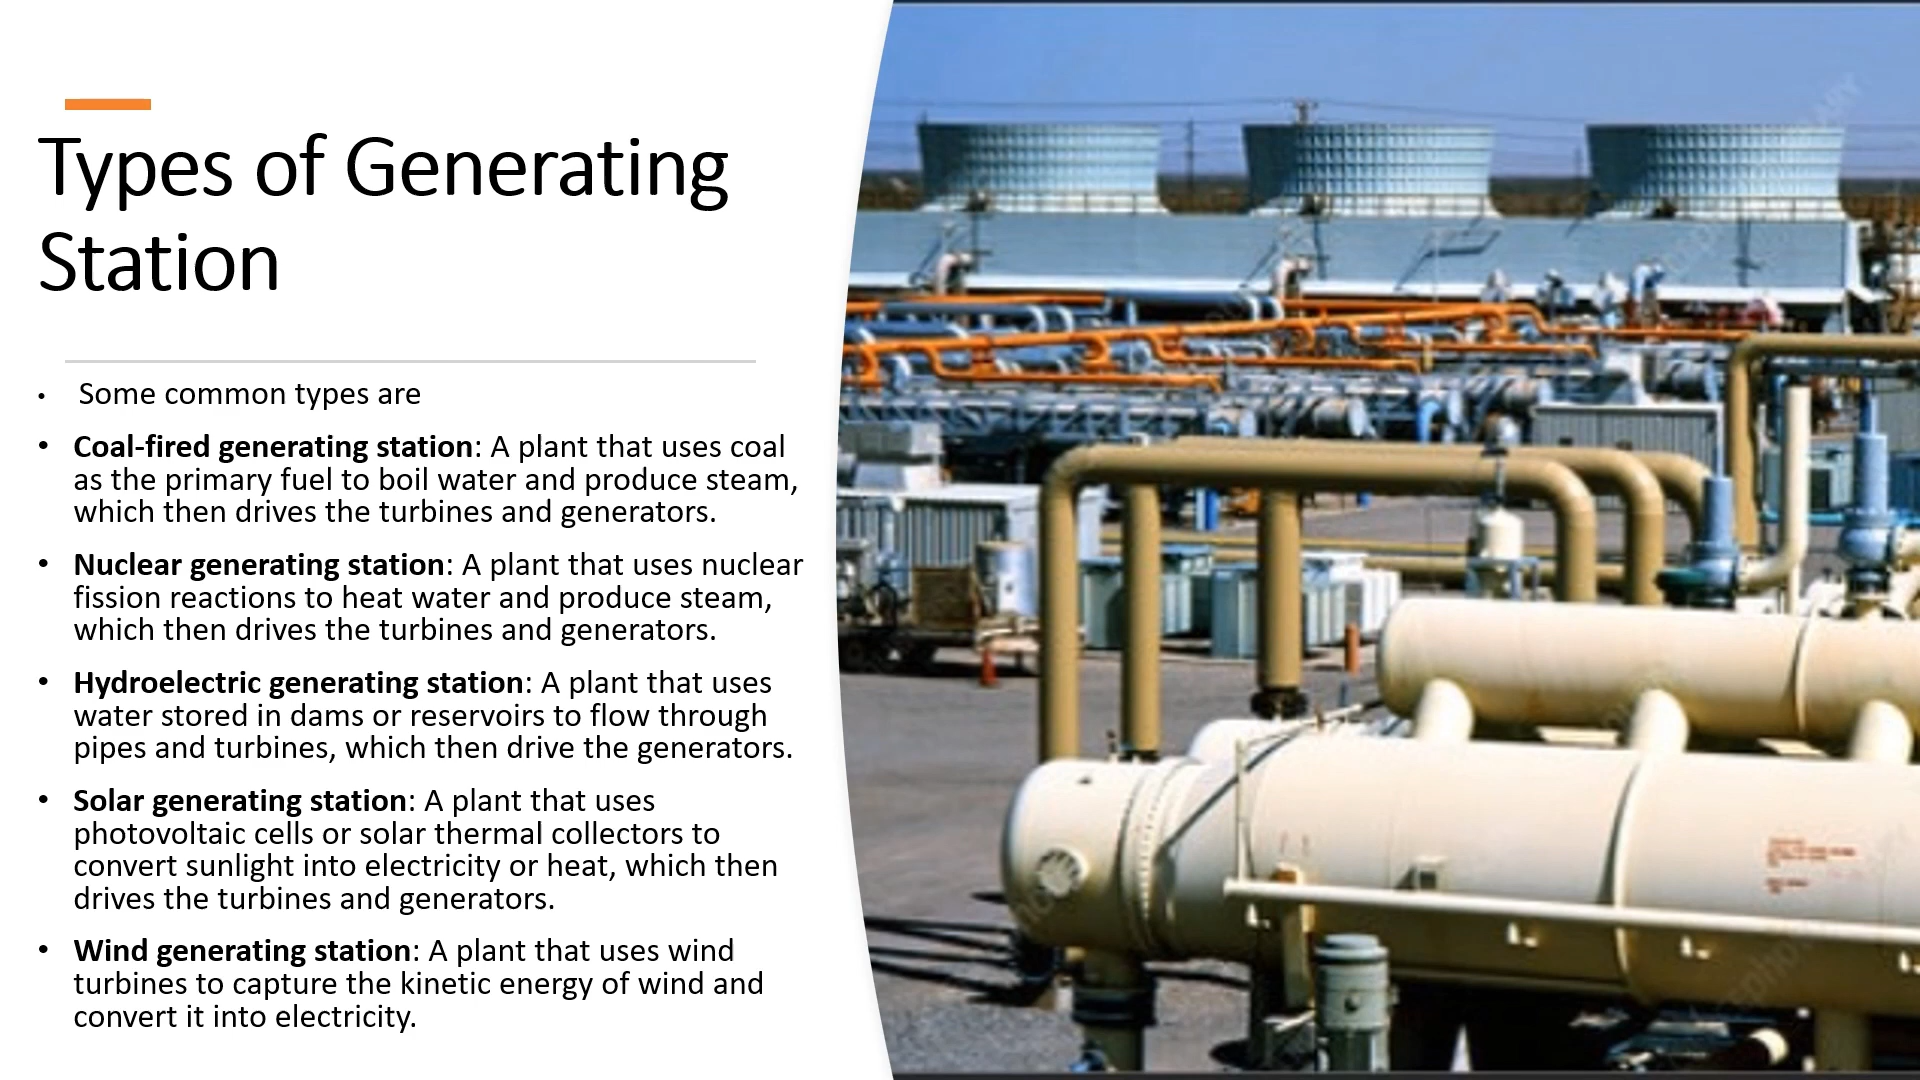 Types of Generating
Station
• Some common types are
• Coal-fired generating station: A plant that uses coal
as the primary fuel to boil water and produce steam,
which then drives the turbines and generators.
• Nuclear generating station: A plant that uses nuclear
fission reactions to heat water and produce steam,
which then drives the turbines and generators.
• Hydroelectric generating station: A plant that uses
water stored in dams or reservoirs to flow through
pipes and turbines, which then drive the generators.
• Solar generating station: A plant that uses
photovoltaic cells or solar thermal collectors to
convert sunlight into electricity or heat, which then
drives the turbines and generators.
• Wind generating station: A plant that uses wind
turbines to capture the kinetic energy of wind and
convert it into electricity.